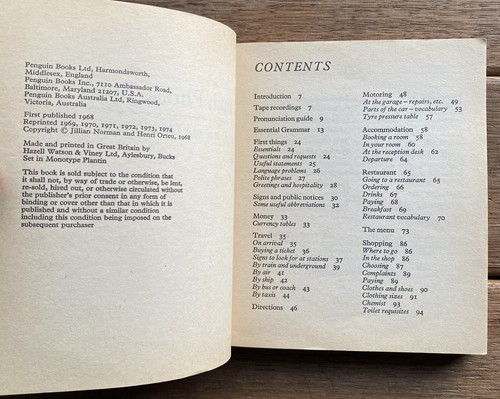 Penguin Books Ltd, Harmondsworth,
Middlesex, England
Penguin Books Inc., 7110 Ambassador Road,
Baltimore, Maryland 21207, U.S.A.
Penguin Books Australia Ltd, Ringwood,
Victoria, Australia
First published 1968
Reprinted 1969, 1970, 1971, 1972, 1973, 1974
Copyright © Jillian Norman and Henri Orteu, 1968
Made and printed in Great Britain by
Hazell Watson & Viney Ltd, Aylesbury, Bucks
Set in Monotype Plantin
This book is sold subject to the condition that
it shall not, by way of trade or otherwise, be lent,
re-sold, hired out, or otherwise circulated without
the publisher's prior consent in any form of
binding or cover other than that in which it is
published and without a similar condition
including this condition being imposed on the
subsequent purchaser
CONTENTS
Introduction 7
Tape recordings 7
Pronunciation guide 9
Essential Grammar 13
First things 24
Essentials 24
Questions and requests 24
Useful statements 25
Language problems 26
Polite phrases 27
Greetings and hospitality 28
Signs and public notices 30
Some useful abbreviations 32
Money 33
Currency tables 33
Travel 35
On arrival 35
Buying a ticket 36
Signs to look for at stations 37
By train and underground 39
By air 41
By ship 42
By bus or coach 43
By taxi 44
Directions 46
Motoring 48
At the garage – repairs, etc. 49
Parts of the car – vocabulary 53
Tyre pressure table 57
Accommodation 58
Booking a room 58
In your room 60
At the reception desk 62
Departure 64
Restaurant 65
Going to a restaurant 65
Ordering 66
Drinks 67
Paying 68
Breakfast 69
Restaurant vocabulary 70
The menu 73
Shopping 86
Where to go 86
In the shop 86
Choosing 87
Complaints 89
Paying 89
Clothes and shoes 90
Clothing sizes 91
Chemist 93
Toilet requisites 94